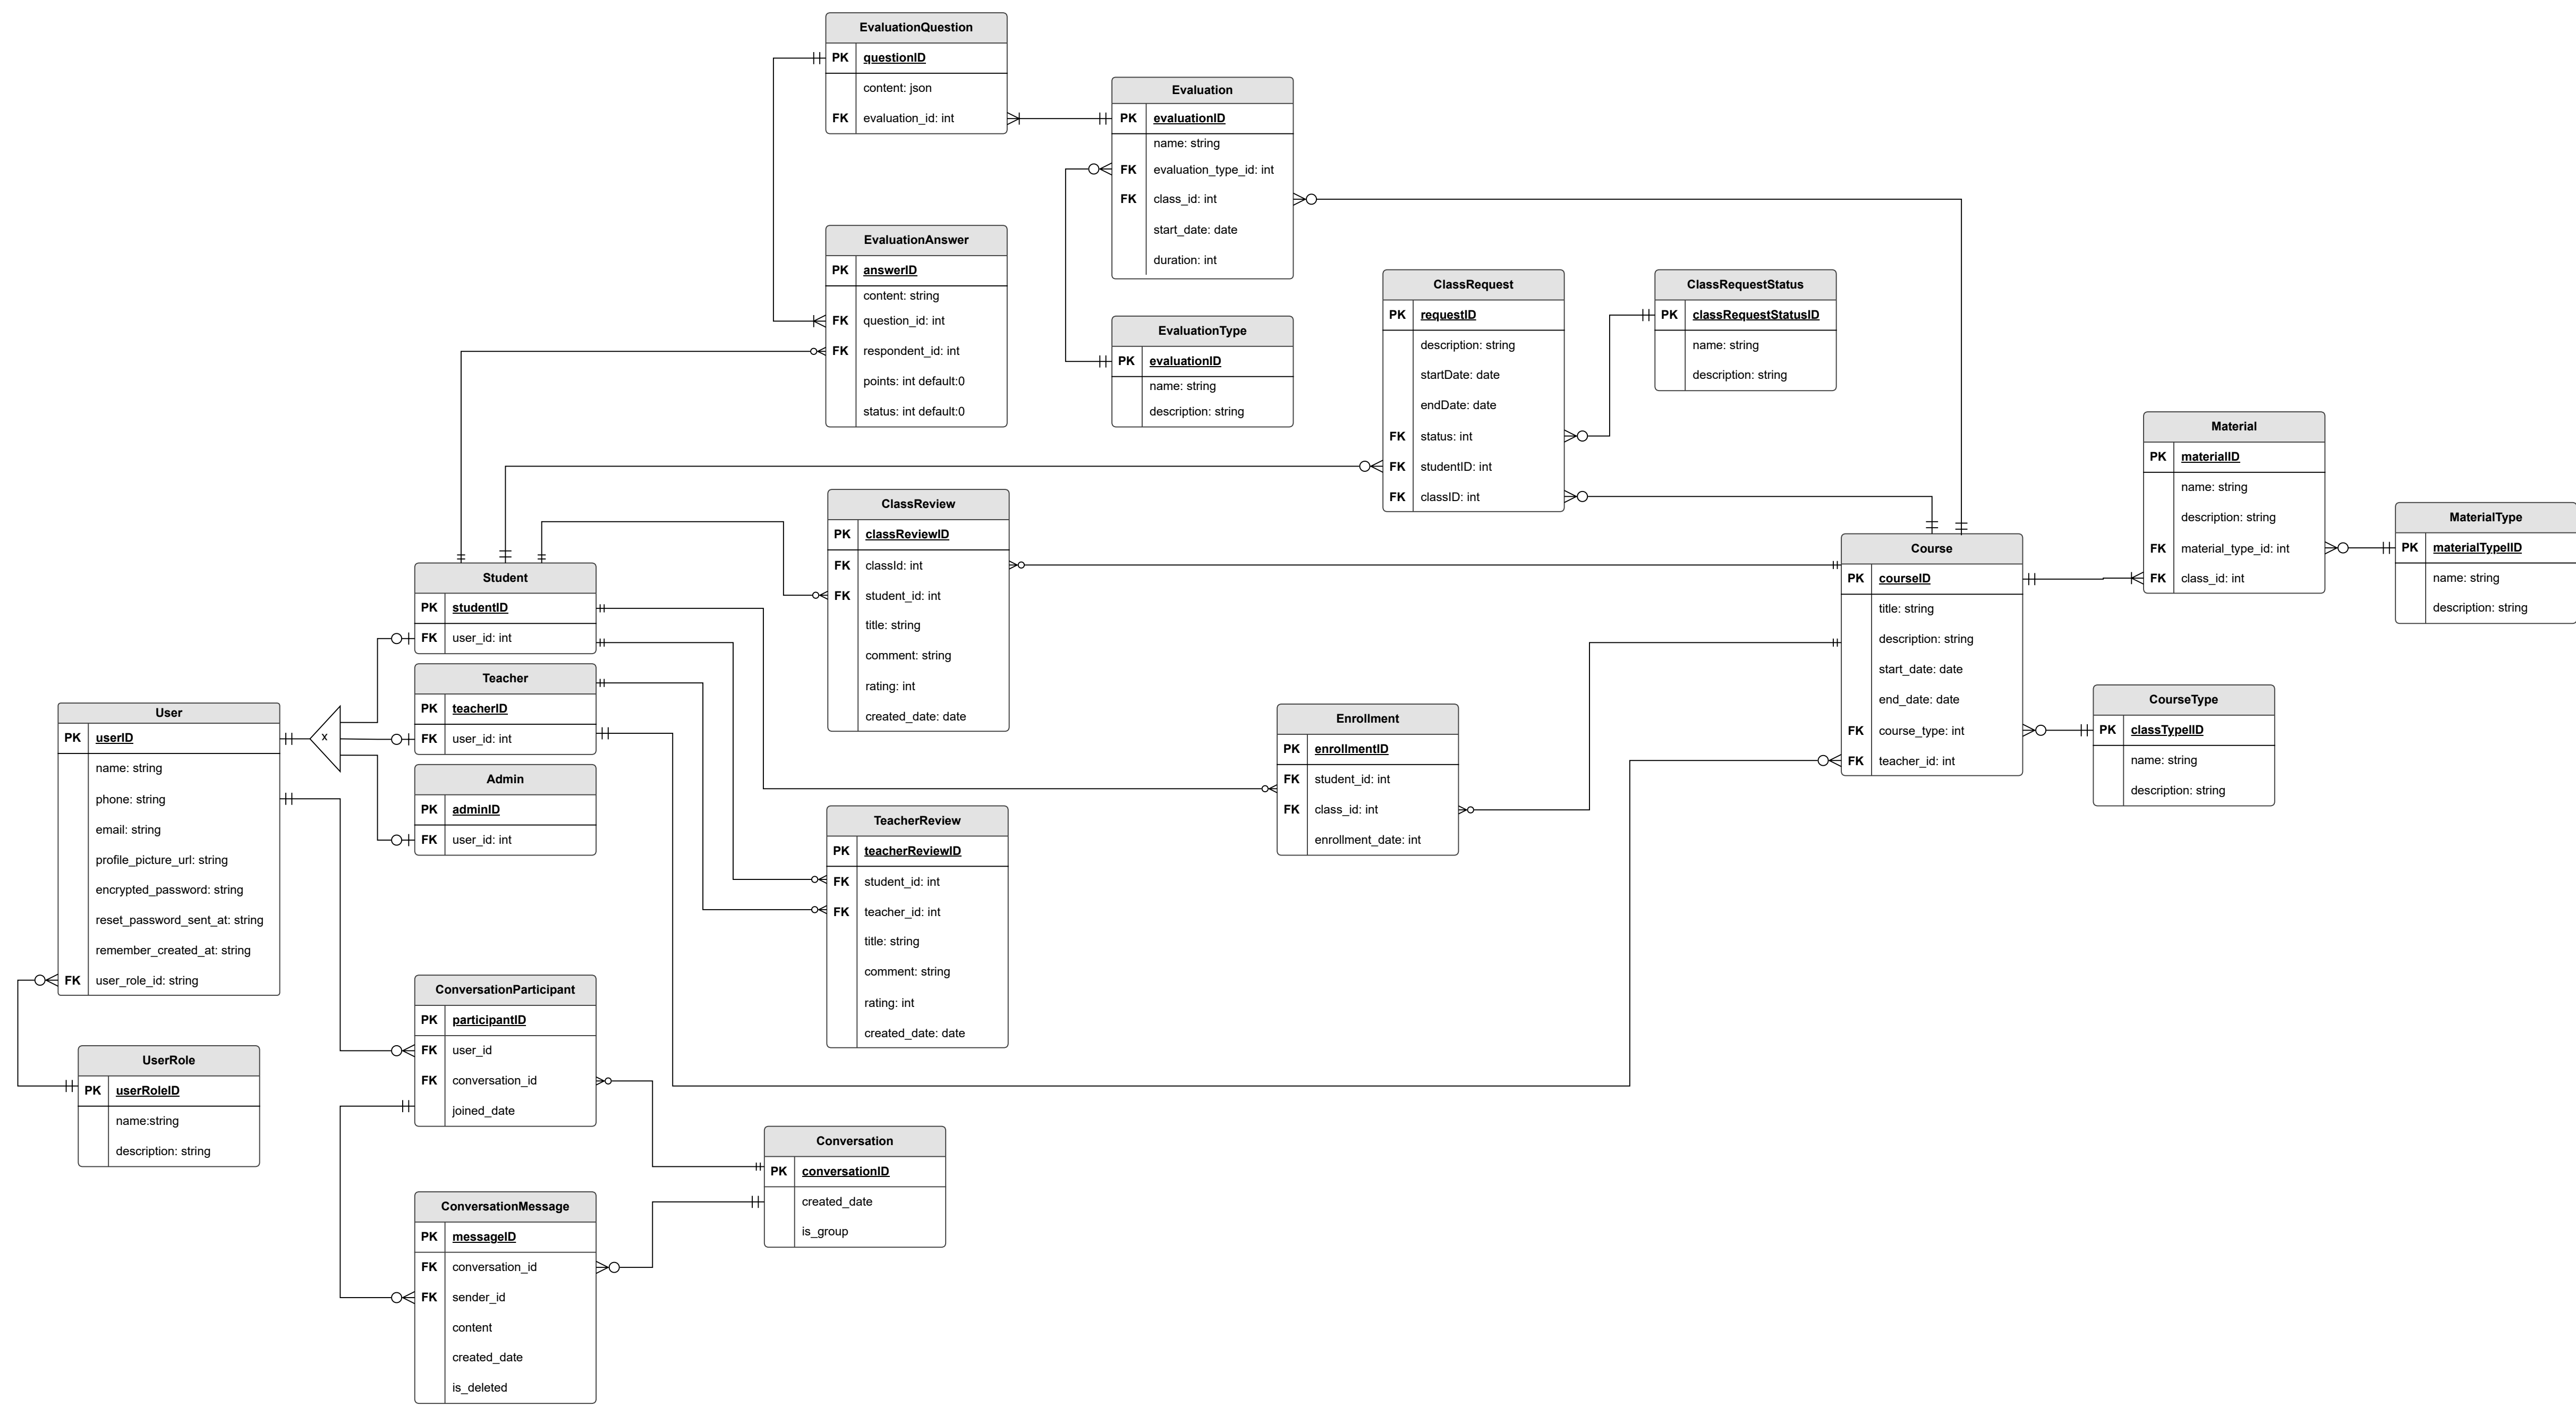 EvaluationQuestion
PK questionID
content: json
FK evaluation_id: int
Evaluation
PK evaluationID
name: string
FK evaluation_type_id: int
FK class_id: int
start_date: date
duration: int
EvaluationAnswer
PK answerID
content: string
FK question_id: int
FK respondent_id: int
points: int default:0
status: int default:0
EvaluationType
PK evaluationID
name: string
description: string
ClassRequest
PK requestID
description: string
startDate: date
endDate: date
FK status: int
FK studentID: int
FK classID: int
ClassRequestStatus
PK classRequestStatusID
name: string
description: string
Material
PK materialID
name: string
description: string
FK material_type_id: int
FK class_id: int
MaterialType
PK materialTypeIID
name: string
description: string
ClassReview
PK classReviewID
FK classId: int
FK student_id: int
title: string
comment: string
rating: int
created_date: date
Course
PK courseID
title: string
description: string
start_date: date
end_date: date
FK course_type: int
FK teacher_id: int
CourseType
PK classTypeIID
name: string
description: string
Student
PK studentID
FK user_id: int
Teacher
PK teacherID
FK user_id: int
Admin
PK adminID
FK user_id: int
User
PK userID
name: string
phone: string
email: string
profile_picture_url: string
encrypted_password: string
reset_password_sent_at: string
remember_created_at: string
FK user_role_id: string
x
Enrollment
PK enrollmentID
FK student_id: int
FK class_id: int
enrollment_date: int
TeacherReview
PK teacherReviewID
FK student_id: int
FK teacher_id: int
title: string
comment: string
rating: int
created_date: date
ConversationParticipant
PK participantID
FK user_id
FK conversation_id
joined_date
UserRole
PK userRoleID
name:string
description: string
Conversation
PK conversationID
created_date
is_group
ConversationMessage
PK messageID
FK conversation_id
FK sender_id
content
created_date
is_deleted